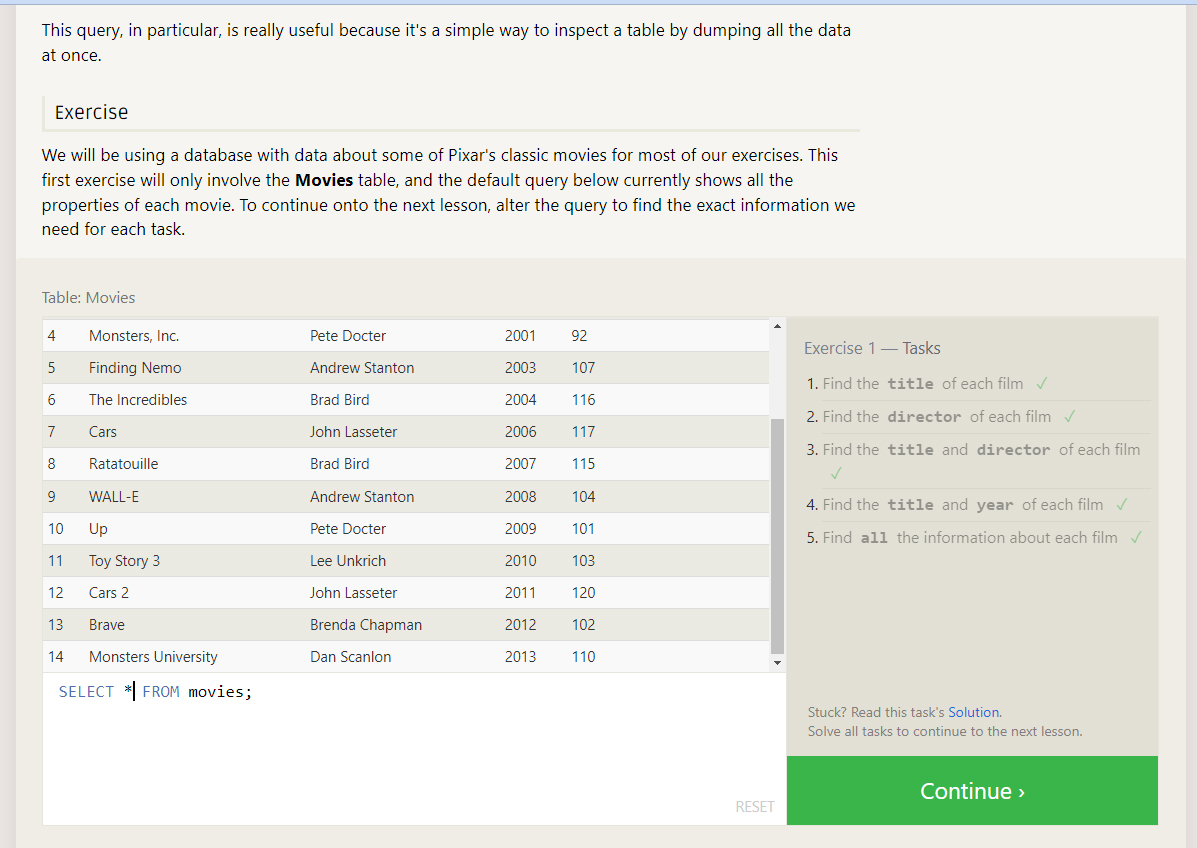 This query, in particular, is really useful because it's a simple way to inspect a table by dumping all the data
at once.
Exercise
We will be using a database with data about some of Pixar's classic movies for most of our exercises. This
first exercise will only involve the Movies table, and the default query below currently shows all the
properties of each movie. To continue onto the next lesson, alter the query to find the exact information we
need for each task.
Table: Movies
4 Monsters, Inc. Pete Docter 2001 92
5 Finding Nemo Andrew Stanton 2003 107
6 The Incredibles Brad Bird 2004 116
7 Cars John Lasseter 2006 117
8 Ratatouille Brad Bird 2007 115
9 WALL-E Andrew Stanton 2008 104
10 Up Pete Docter 2009 101
11 Toy Story 3 Lee Unkrich 2010 103
12 Cars 2 John Lasseter 2011 120
13 Brave Brenda Chapman 2012 102
14 Monsters University Dan Scanlon 2013 110
SELECT * FROM movies;
RESET
Exercise 1 — Tasks
1. Find the title of each film ✓
2. Find the director of each film ✓
3. Find the title and director of each film
✓
4. Find the title and year of each film ✓
5. Find all the information about each film ✓
Stuck? Read this task's Solution.
Solve all tasks to continue to the next lesson.
Continue ›